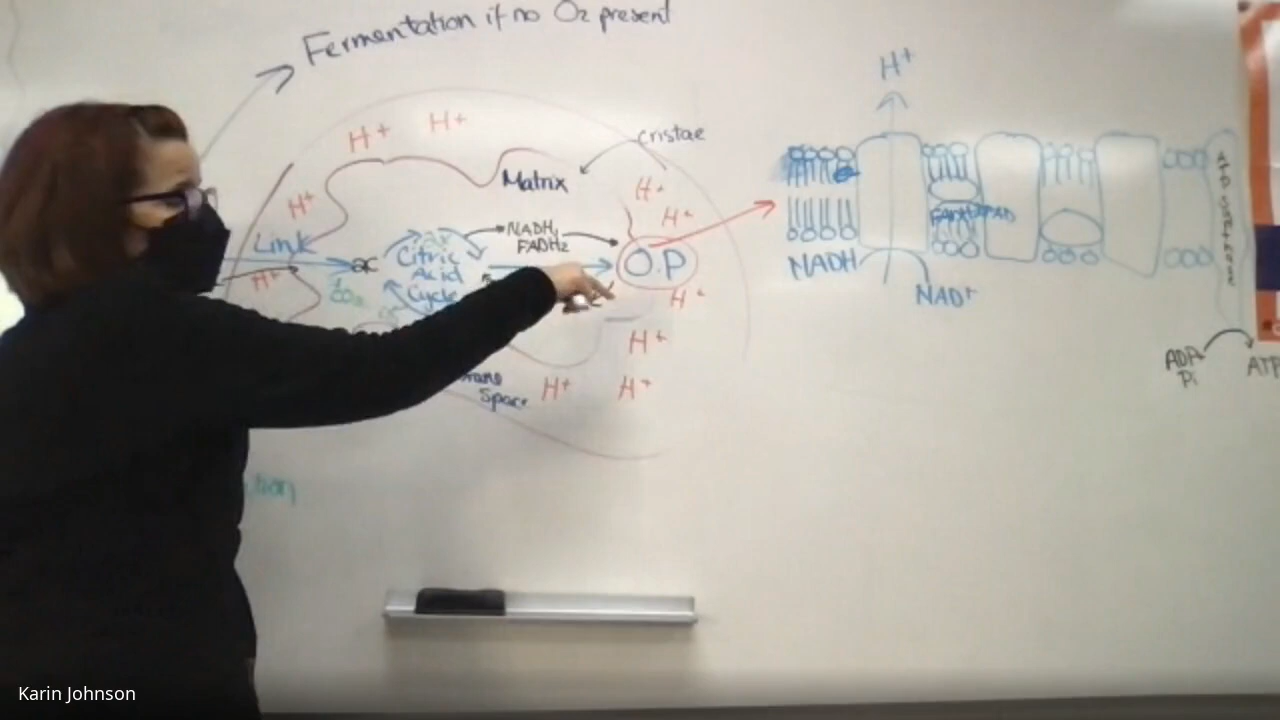 Fermentation if no O2 present
H+
H+
H+
cristae
Matrix
H+
H+
H+
Link
NADH,
FADH2
Citric
Acid
Cycle
O.P
H+
CO2
H+
H+
Space
H+
H+
NADH
NAD+
ADP
Pi
ATP
Karin Johnson